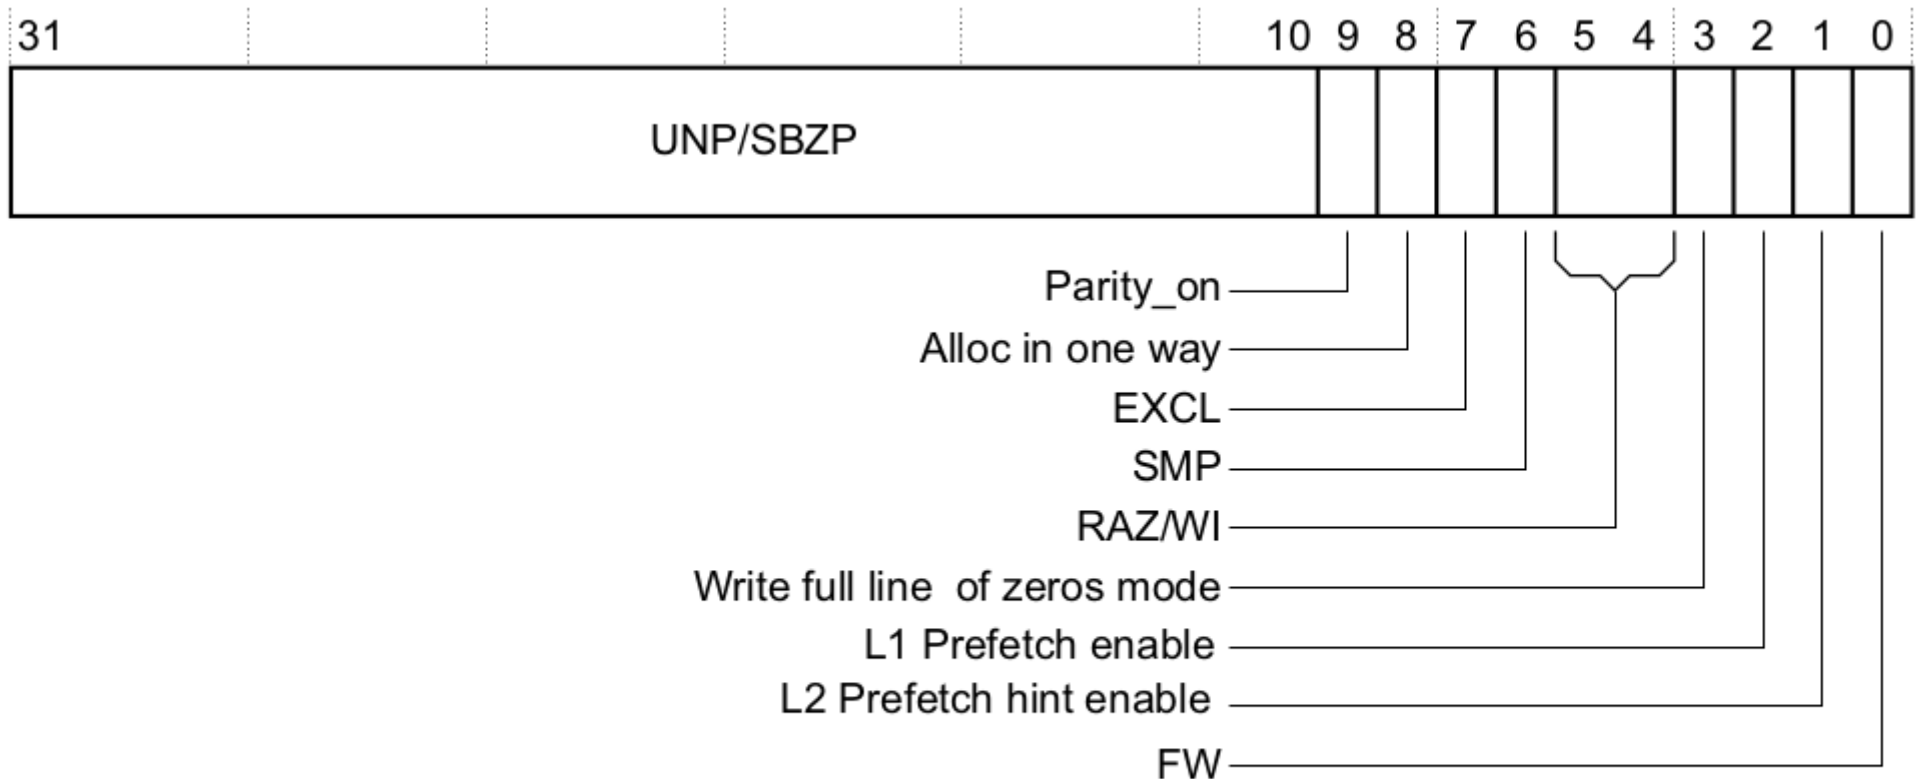 31 10 9 8 7 6 5 4 3 2 1 0
UNP/SBZP
Parity_on
Alloc in one way
EXCL
SMP
RAZ/WI
Write full line  of zeros mode
L1 Prefetch enable
L2 Prefetch hint enable
FW